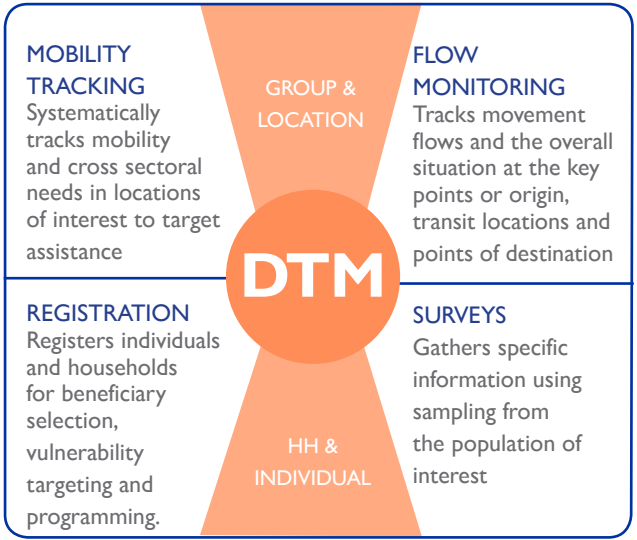 MOBILITY
TRACKING
Systematically
tracks mobility
and cross sectoral
needs in locations
of interest to target
assistance
GROUP &
LOCATION
FLOW
MONITORING
Tracks movement
flows and the overall
situation at the key
points or origin,
transit locations and
points of destination
DTM
REGISTRATION
Registers individuals
and households
for beneficiary
selection,
vulnerability
targeting and
programming.
HH &
INDIVIDUAL
SURVEYS
Gathers specific
information using
sampling from
the population of
interest